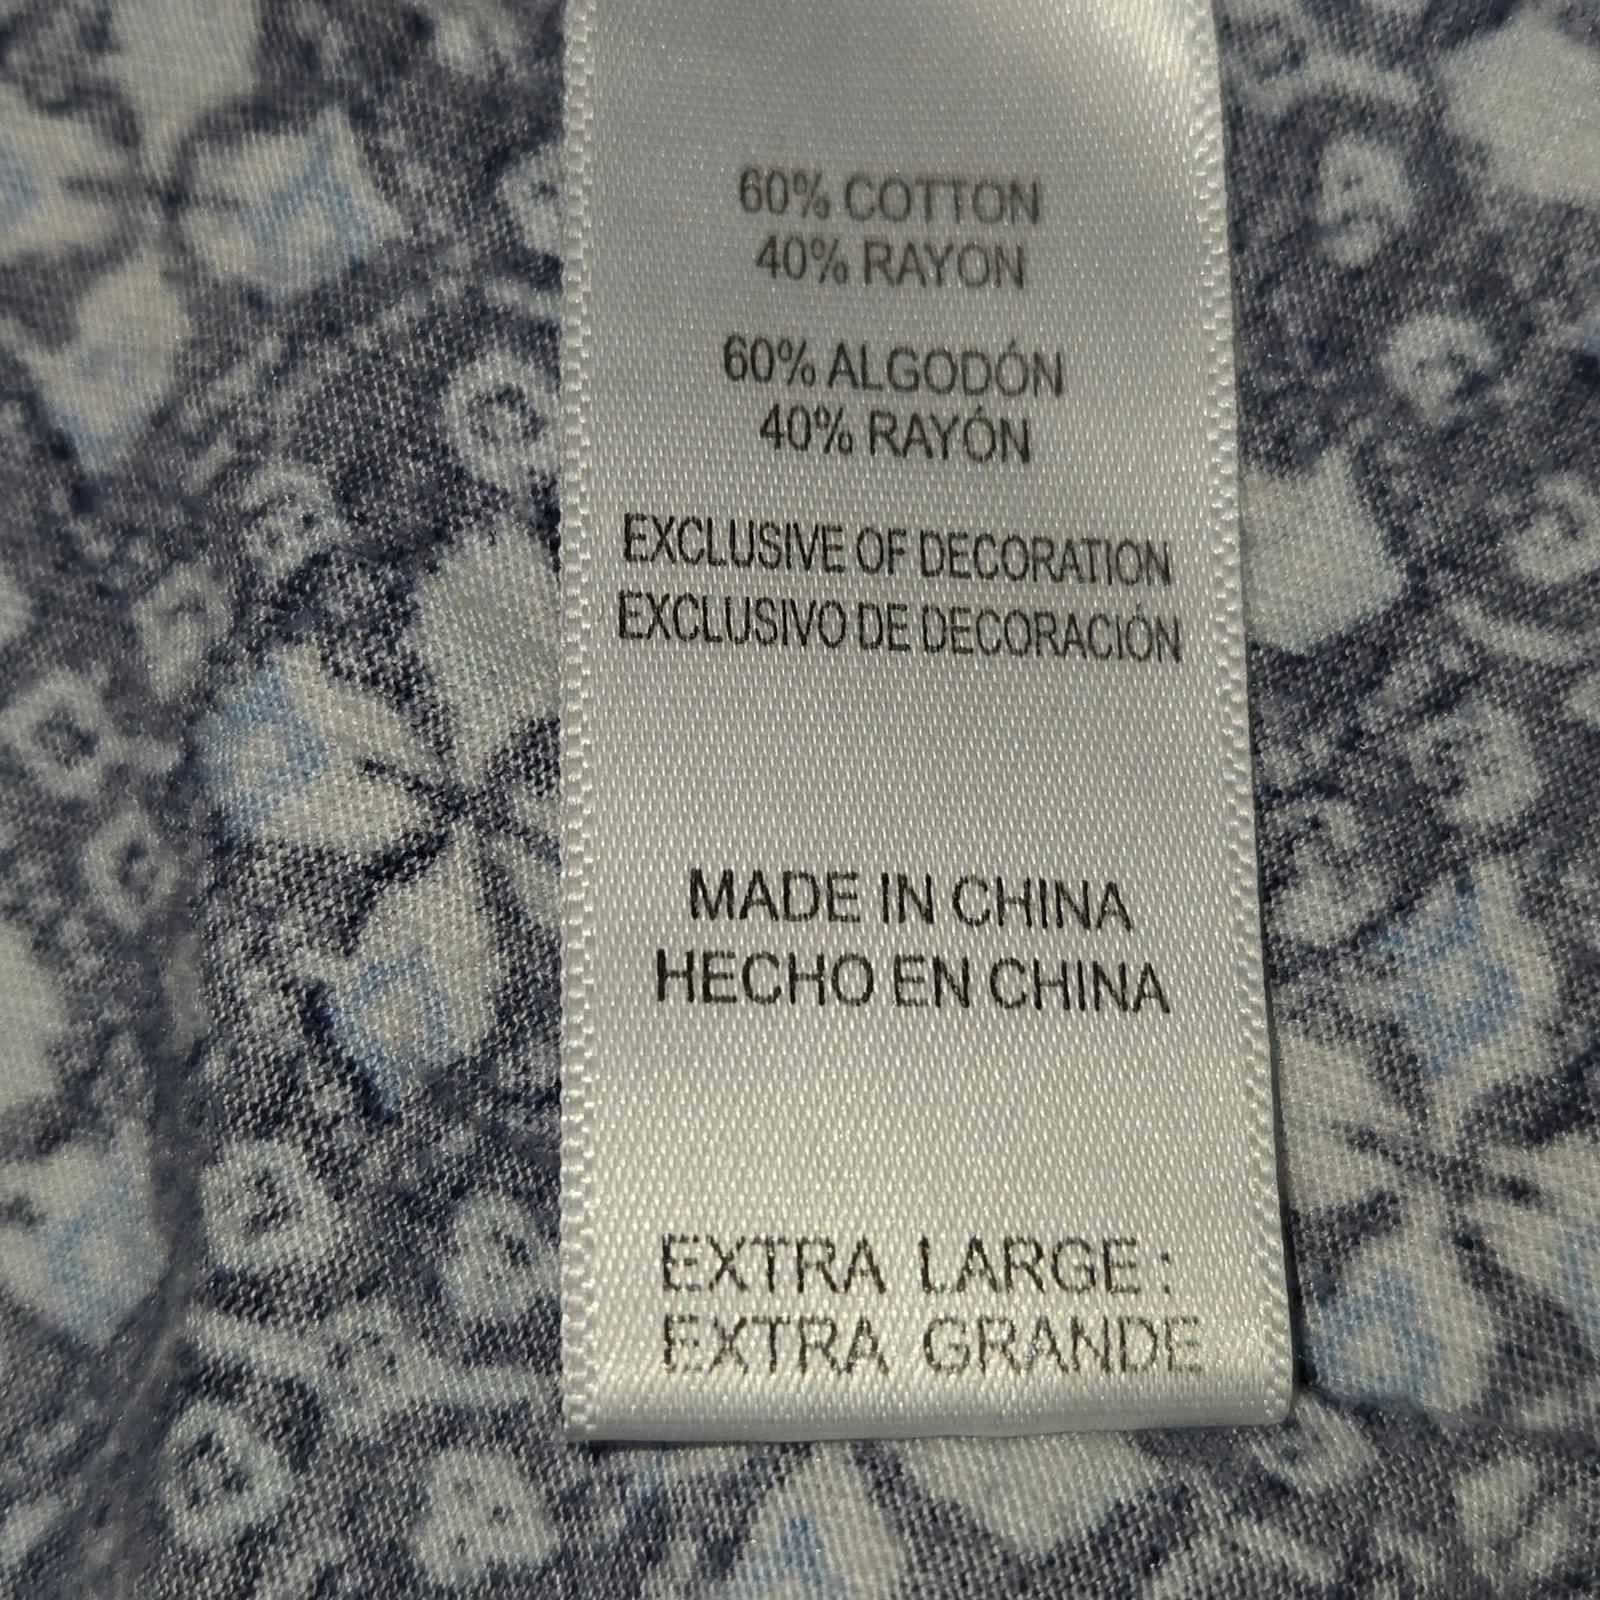 60% COTTON
40% RAYON
60% ALGODÓN
40% RAYÓN
EXCLUSIVE OF DECORATION
EXCLUSIVO DE DECORACIÓN
MADE IN CHINA
HECHO EN CHINA
EXTRA LARGE:
EXTRA GRANDE